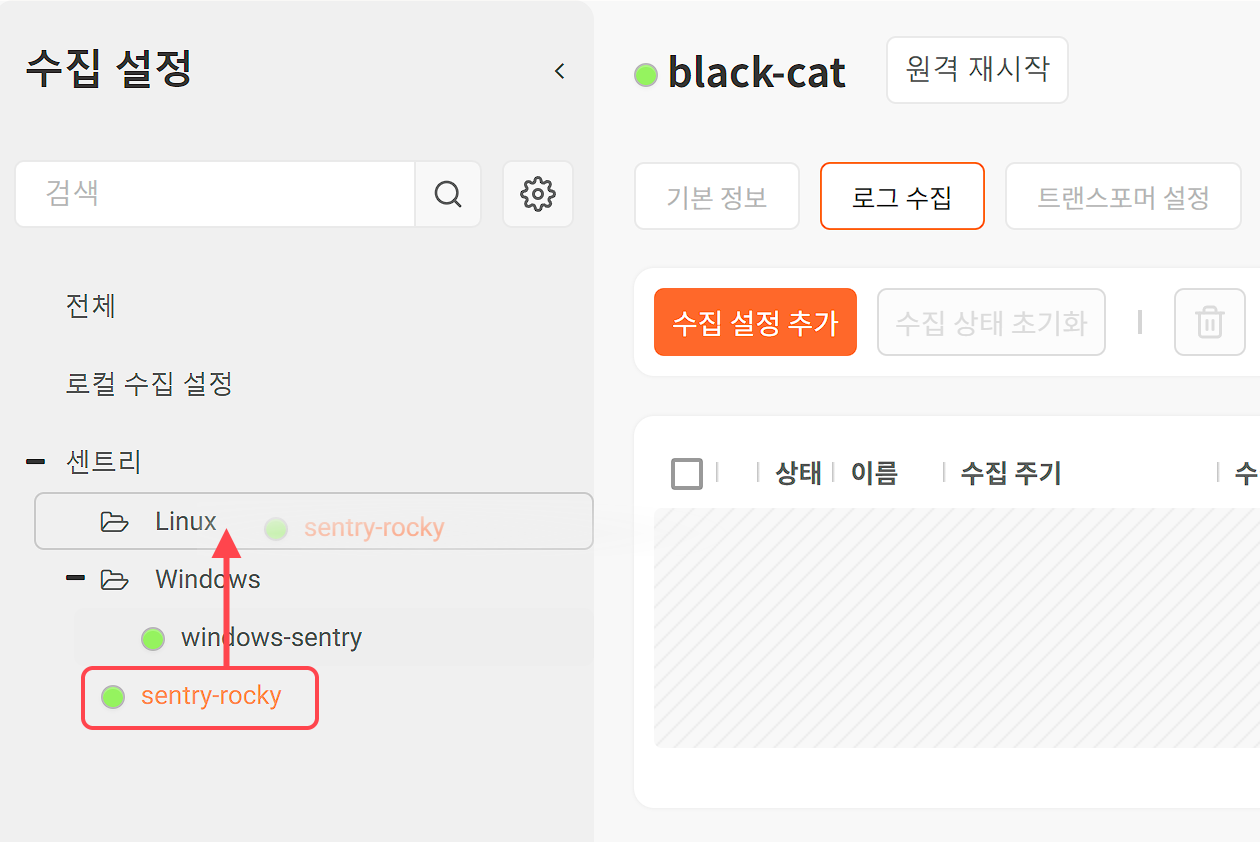 수집 설정
검색
전체
로컬 수집 설정
센트리
Linux
sentry-rocky
Windows
windows-sentry
sentry-rocky
black-cat
원격 재시작
기본 정보
로그 수집
트랜스포머 설정
수집 설정 추가
수집 상태 초기화
상태
이름
수집 주기
수